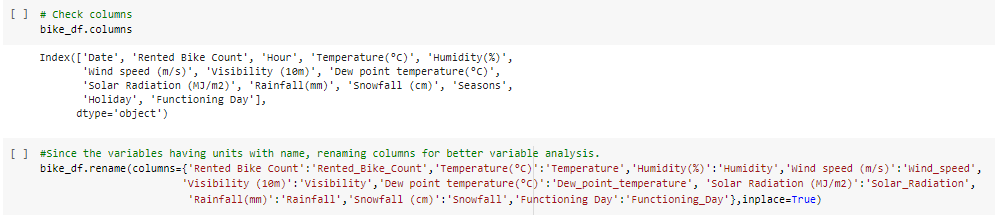 [ ] # Check columns
bike_df.columns
Index(['Date', 'Rented Bike Count', 'Hour', 'Temperature(°C)', 'Humidity(%)',
'Wind speed (m/s)', 'Visibility (10m)', 'Dew point temperature(°C)',
'Solar Radiation (MJ/m2)', 'Rainfall(mm)', 'Snowfall (cm)', 'Seasons',
'Holiday', 'Functioning Day'],
dtype='object')
[ ] #Since the variables having units with name, renaming columns for better variable analysis.
bike_df.rename(columns={'Rented Bike Count':'Rented_Bike_Count','Temperature(°C)':'Temperature','Humidity(%)':'Humidity','Wind speed (m/s)':'Wind_speed',
'Visibility (10m)':'Visibility','Dew point temperature(°C)':'Dew_point_temperature', 'Solar Radiation (MJ/m2)':'Solar_Radiation',
'Rainfall(mm)':'Rainfall','Snowfall (cm)':'Snowfall','Functioning Day':'Functioning_Day'},inplace=True)